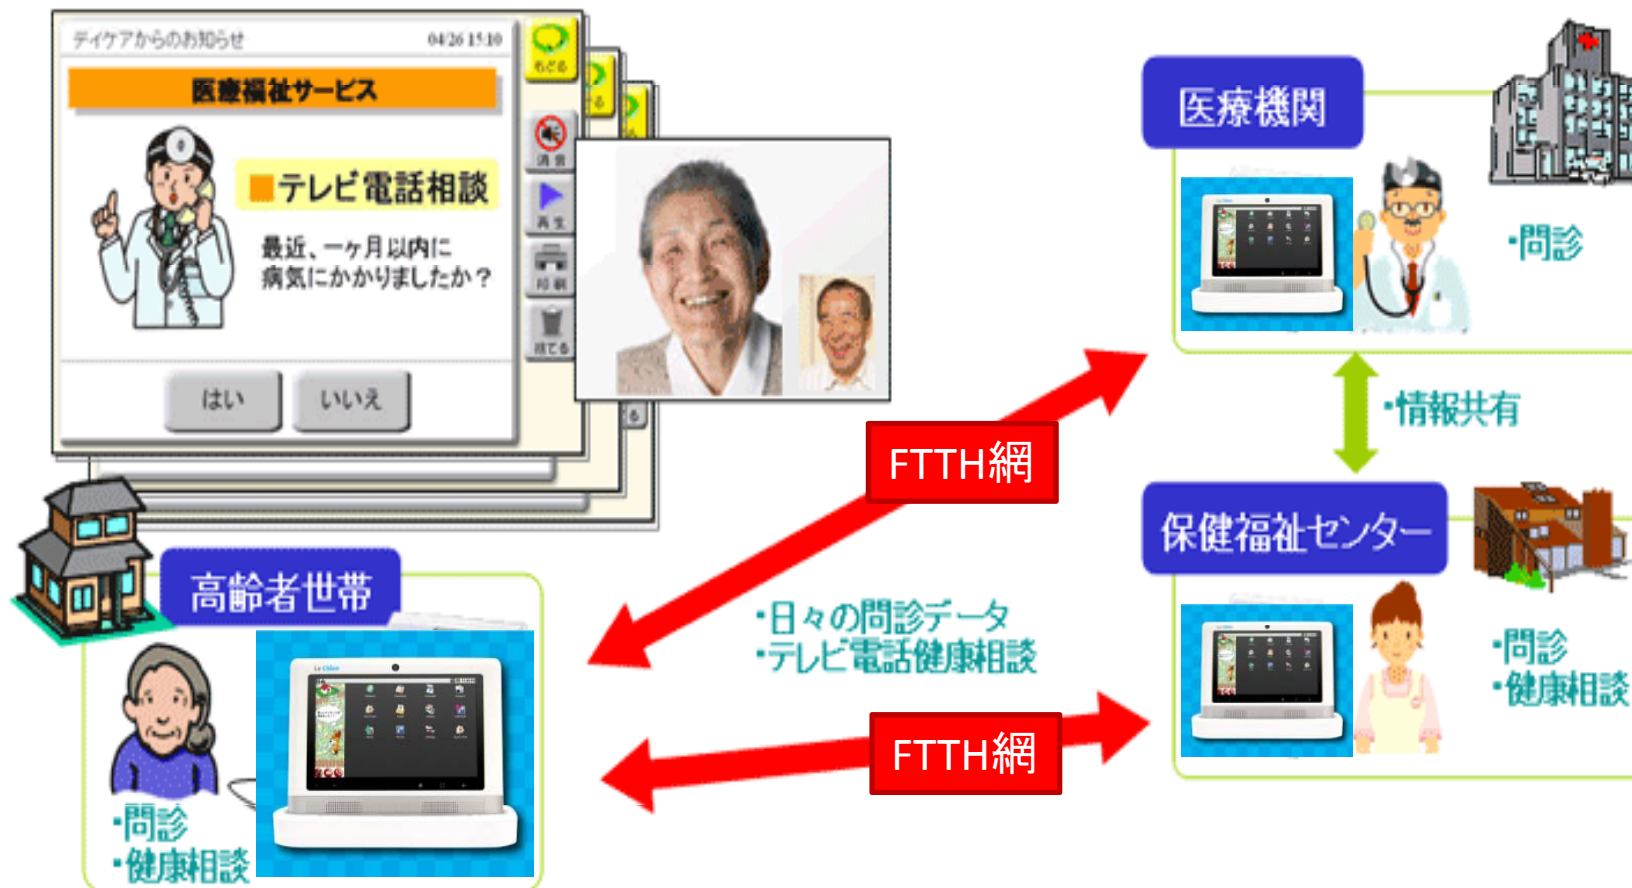 デイケアからのお知らせ
04/26 15:10
医療福祉サービス
■テレビ電話相談
最近、一ヶ月以内に
病気にかかりましたか?
はい
いいえ
もどる
消音
再生
印刷
捨てる
医療機関
・問診
・情報共有
FTTH網
保健福祉センター
・問診
・健康相談
高齢者世帯
・日々の問診データ
・テレビ電話健康相談
FTTH網
・問診
・健康相談